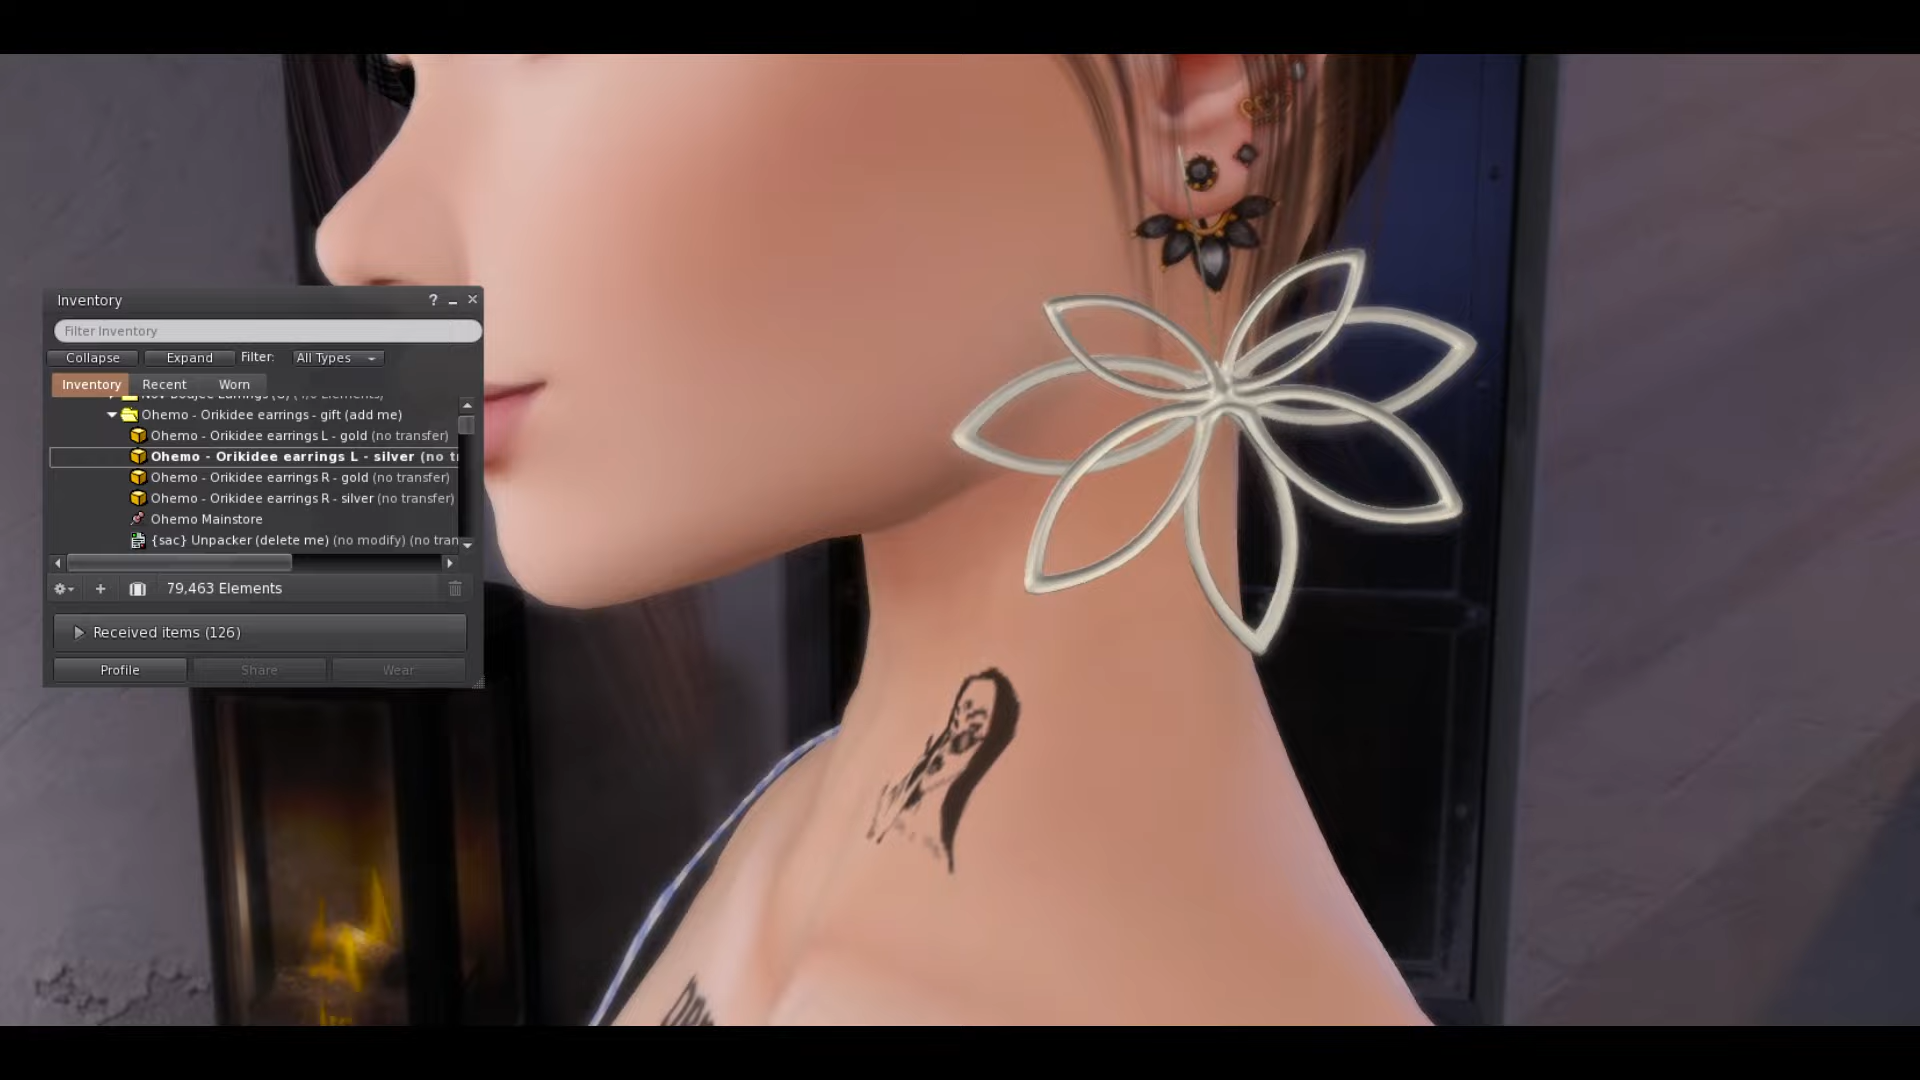 Inventory ? _ ×
Filter Inventory
Collapse Expand Filter: All Types
Inventory Recent Worn
Ohemo - Orikidee earrings - gift (add me)
Ohemo - Orikidee earrings L - gold (no transfer)
Ohemo - Orikidee earrings L - silver (no tr
Ohemo - Orikidee earrings R - gold (no transfer)
Ohemo - Orikidee earrings R - silver (no transfer)
Ohemo Mainstore
{sac} Unpacker (delete me) (no modify) (no tran
+ 79,463 Elements
Received items (126)
Profile Share Wear